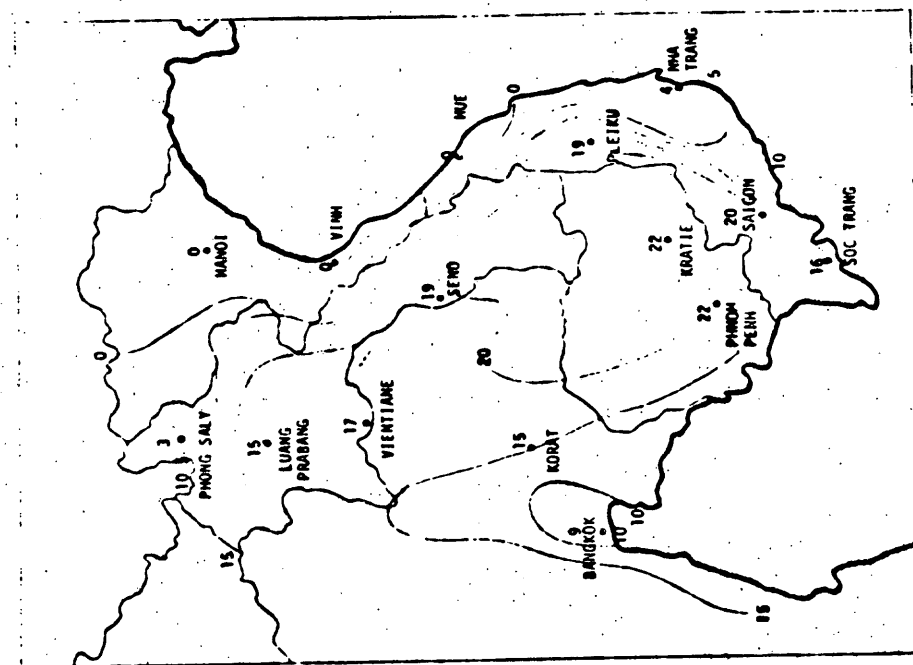 0
3
10
PHONG SALY
0
HANOI
15
15
LUANG
PRABANG
0
VINH
17
VIENTIANE
19
SENO
0
HUE
20
0
15
KORAT
19
PLEIKU
9
BANGKOK
10
10
22
KRATIE
4
NHA
TRANG
5
22
PHNOM
PENH
20
SAIGON
10
16
SOC TRANG